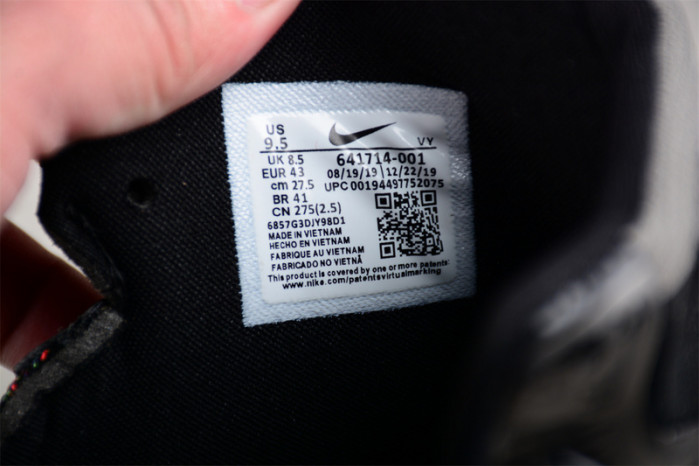 US
9.5
VY
UK 8.5
641714-001
EUR 43
08/19/19 12/22/19
cm 27.5
UPC 00194497752075
BR 41
CN 275(2.5)
6857G3DJY98D1
MADE IN VIETNAM
HECHO EN VIETNAM
FABRIQUE AU VIETNAM
FABRICADO NO VIETNÃ
This product is covered by one or more patents
www.nike.com/patentsvirtualmarking